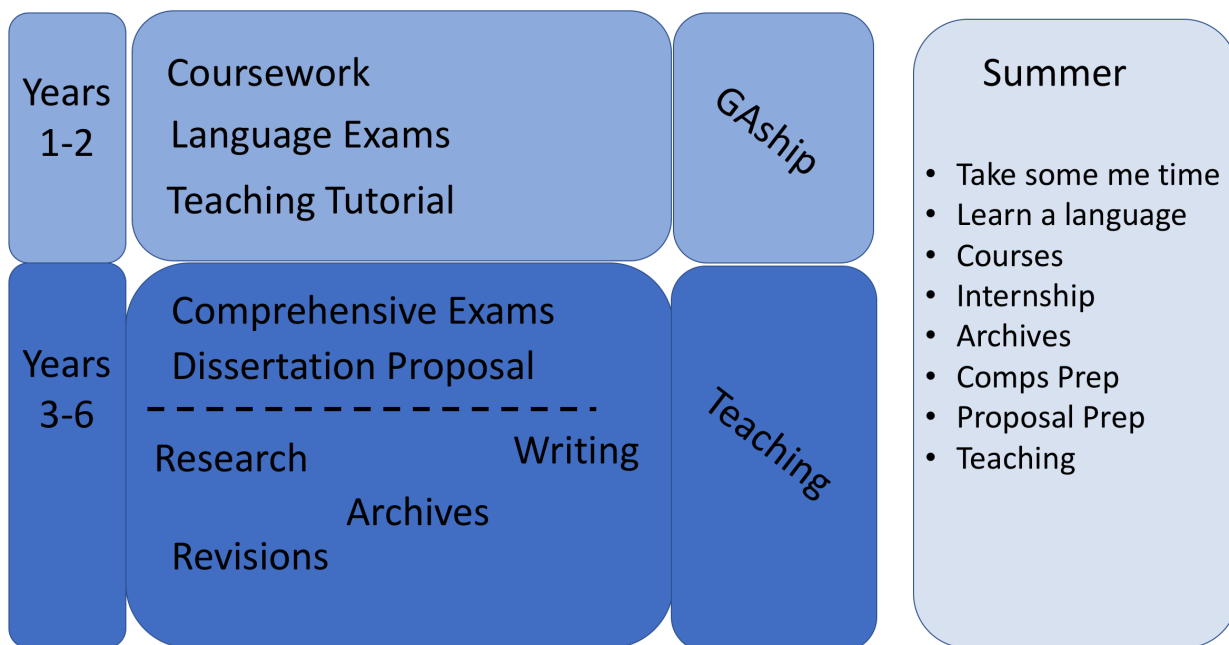 Years
1-2
Coursework
Language Exams
Teaching Tutorial
GAship
Years
3-6
Comprehensive Exams
Dissertation Proposal
Research
Writing
Archives
Revisions
Teaching
Summer
• Take some me time
• Learn a language
• Courses
• Internship
• Archives
• Comps Prep
• Proposal Prep
• Teaching